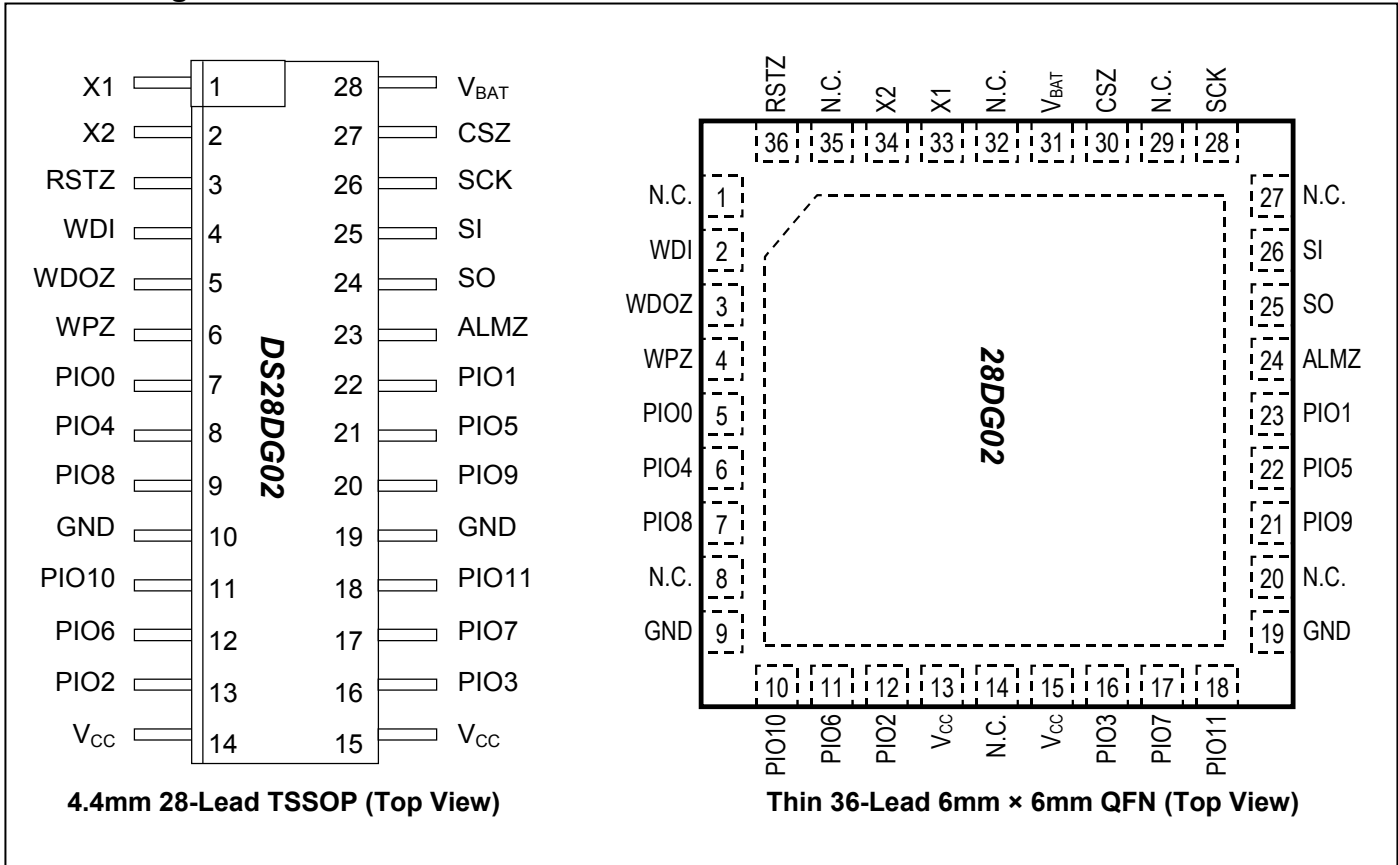 X1 1 28 VBAT
X2 2 27 CSZ
RSTZ 3 26 SCK
WDI 4 25 SI
WDOZ 5 24 SO
WPZ 6 23 ALMZ
PIO0 7 22 PIO1
PIO4 8 21 PIO5
PIO8 9 20 PIO9
GND 10 19 GND
PIO10 11 18 PIO11
PIO6 12 17 PIO7
PIO2 13 16 PIO3
VCC 14 15 VCC
DS28DG02
4.4mm 28-Lead TSSOP (Top View)
RSTZ N.C. X2 X1 N.C. VBAT CSZ N.C. SCK
36 35 34 33 32 31 30 29 28
N.C. 1 27 N.C.
WDI 2 26 SI
WDOZ 3 25 SO
WPZ 4 24 ALMZ
PIO0 5 23 PIO1
PIO4 6 22 PIO5
PIO8 7 21 PIO9
N.C. 8 20 N.C.
GND 9 19 GND
28DG02
10 11 12 13 14 15 16 17 18
PIO10 PIO6 PIO2 VCC N.C. VCC PIO3 PIO7 PIO11
Thin 36-Lead 6mm × 6mm QFN (Top View)